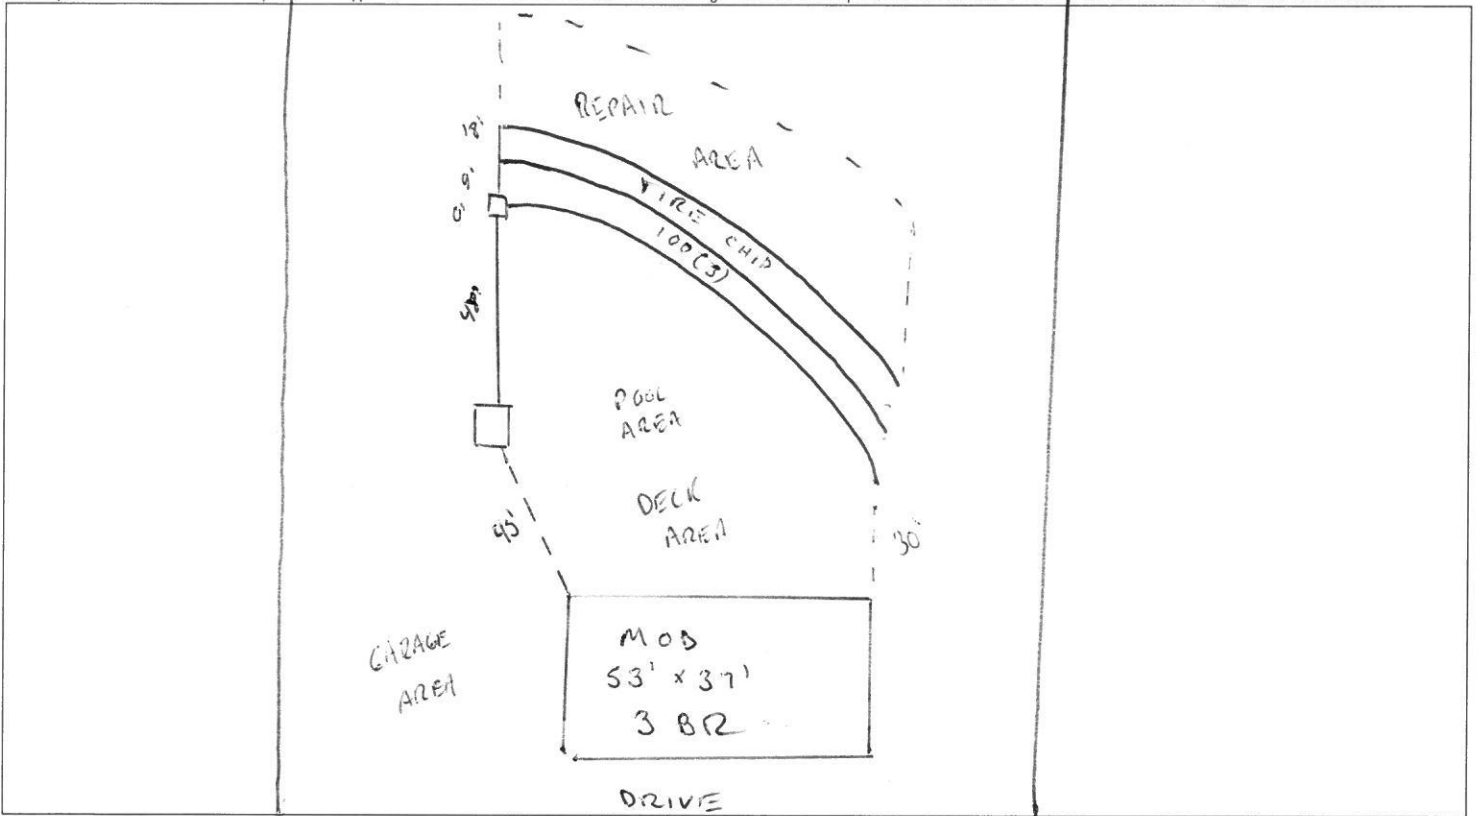 REPAIR
AREA
18'
9'
0'
TIRE CHIP
100(3)
POOL
AREA
DECK
AREA
45'
30'
GARAGE
AREA
MOB
53' x 37'
3 BR
DRIVE